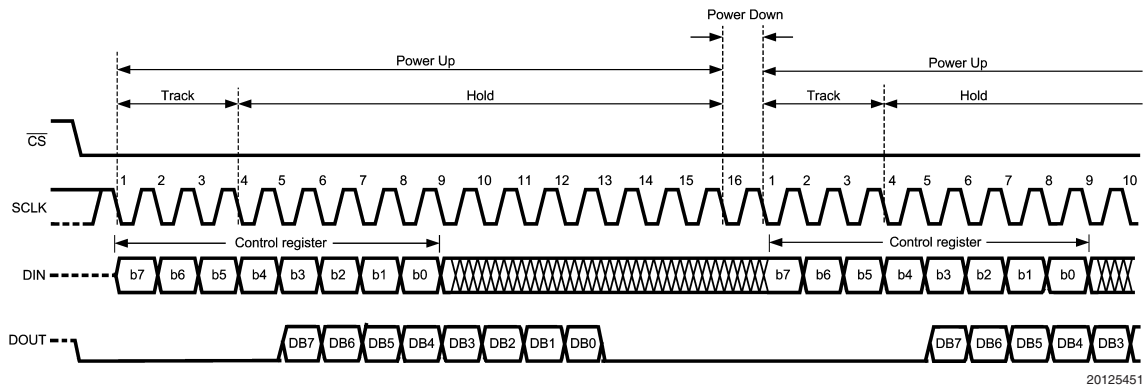 Power Down
Power Up Power Up
Track Hold Track Hold
CS
1 2 3 4 5 6 7 8 9 10 11 12 13 14 15 16 1 2 3 4 5 6 7 8 9 10
SCLK
Control register Control register
DIN b7 b6 b5 b4 b3 b2 b1 b0 b7 b6 b5 b4 b3 b2 b1 b0
DOUT DB7 DB6 DB5 DB4 DB3 DB2 DB1 DB0 DB7 DB6 DB5 DB4 DB3
20125451